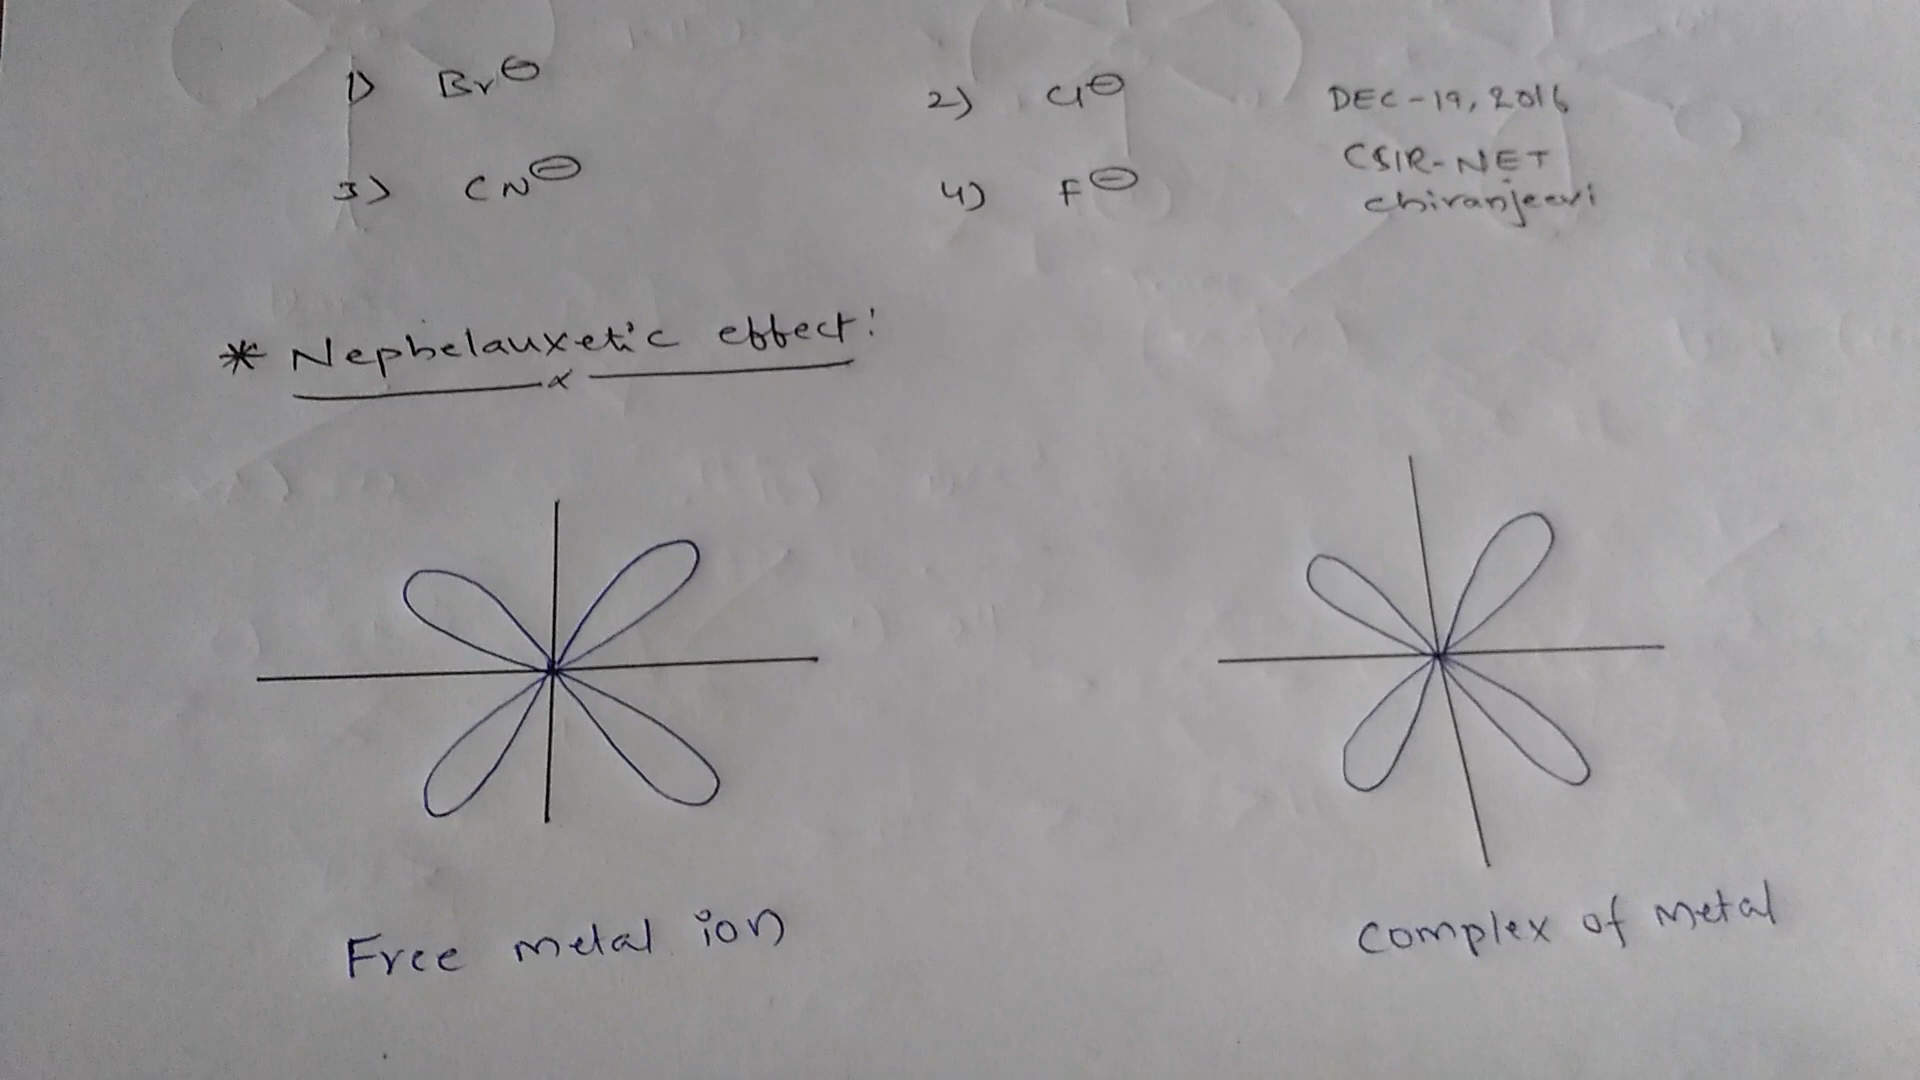 1) Br⊖
2) Cl⊖
DEC-19, 2016
CSIR-NET
chiranjeevi
3) CN⊖
4) F⊖
* Nephelauxetic effect:
Free metal ion
Complex of metal